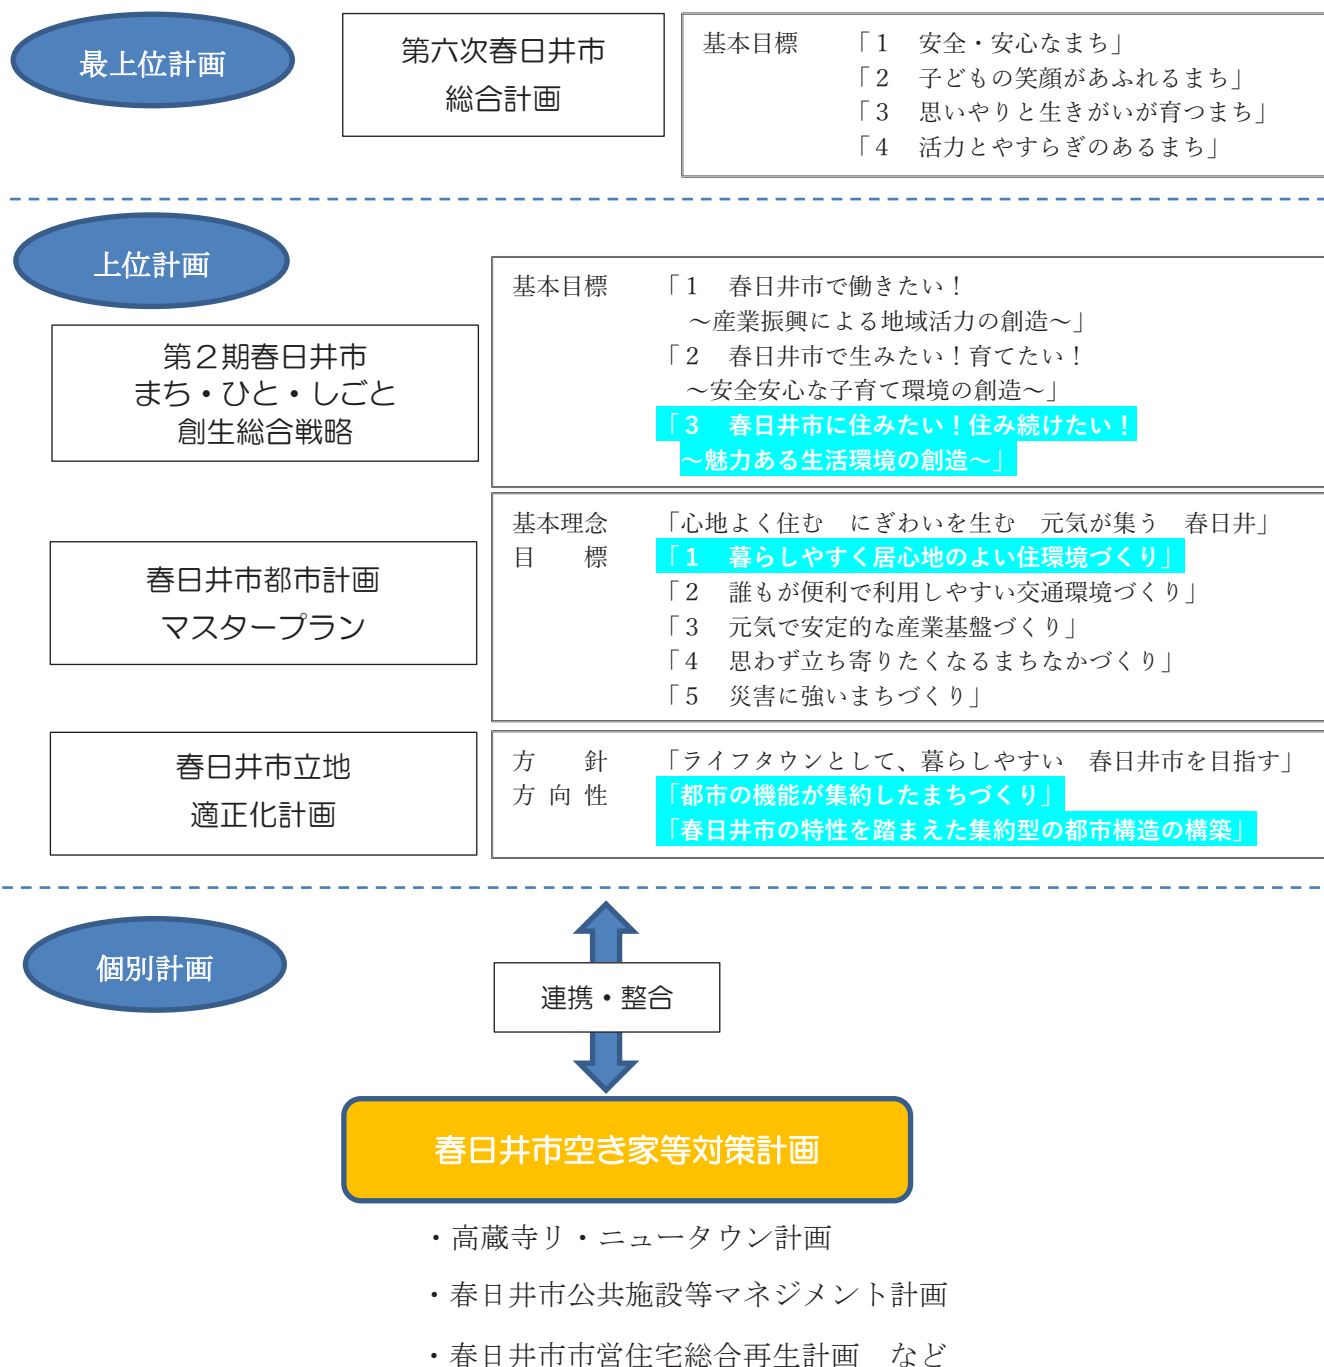 最上位計画
第六次春日井市
総合計画
基本目標　「１　安全・安心なまち」
「２　子どもの笑顔があふれるまち」
「３　思いやりと生きがいが育つまち」
「４　活力とやすらぎのあるまち」
上位計画
第２期春日井市
まち・ひと・しごと
創生総合戦略
基本目標　「１　春日井市で働きたい！
～産業振興による地域活力の創造～」
「２　春日井市で生みたい！育てたい！
～安全安心な子育て環境の創造～」
「３　春日井市に住みたい！住み続けたい！
～魅力ある生活環境の創造～」
春日井市都市計画
マスタープラン
基本理念　「心地よく住む　にぎわいを生む　元気が集う　春日井」
目　　標　「１　暮らしやすく居心地のよい住環境づくり」
「２　誰もが便利で利用しやすい交通環境づくり」
「３　元気で安定的な産業基盤づくり」
「４　思わず立ち寄りたくなるまちなかづくり」
「５　災害に強いまちづくり」
春日井市立地
適正化計画
方　　針　「ライフタウンとして、暮らしやすい　春日井市を目指す」
方 向 性　「都市の機能が集約したまちづくり」
「春日井市の特性を踏まえた集約型の都市構造の構築」
個別計画
連携・整合
春日井市空き家等対策計画
・高蔵寺リ・ニュータウン計画
・春日井市公共施設等マネジメント計画
・春日井市市営住宅総合再生計画　など